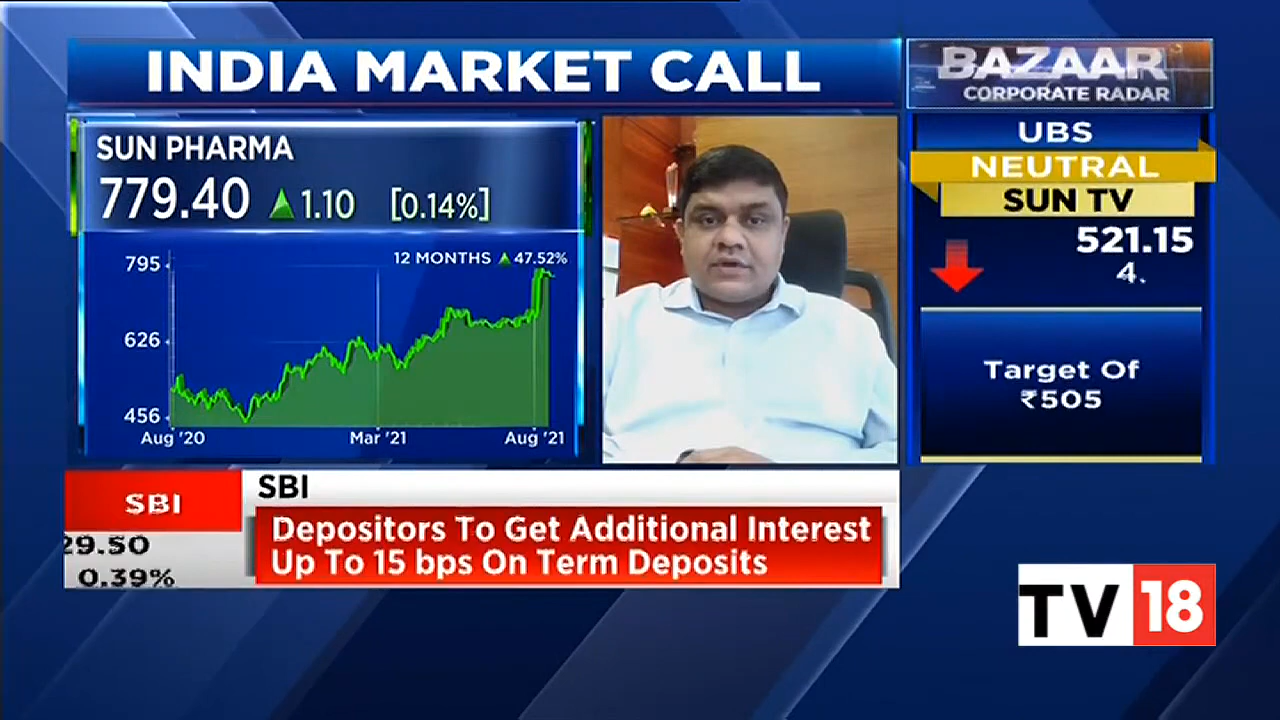 INDIA MARKET CALL
BAZAAR
CORPORATE RADAR
SUN PHARMA
779.40 ▲ 1.10 [0.14%]
12 MONTHS ▲ 47.52%
795
626
456
Aug '20 Mar '21 Aug '21
UBS
NEUTRAL
SUN TV
521.15
4.
Target Of
₹505
SBI
29.50
0.39%
SBI
Depositors To Get Additional Interest
Up To 15 bps On Term Deposits
TV18